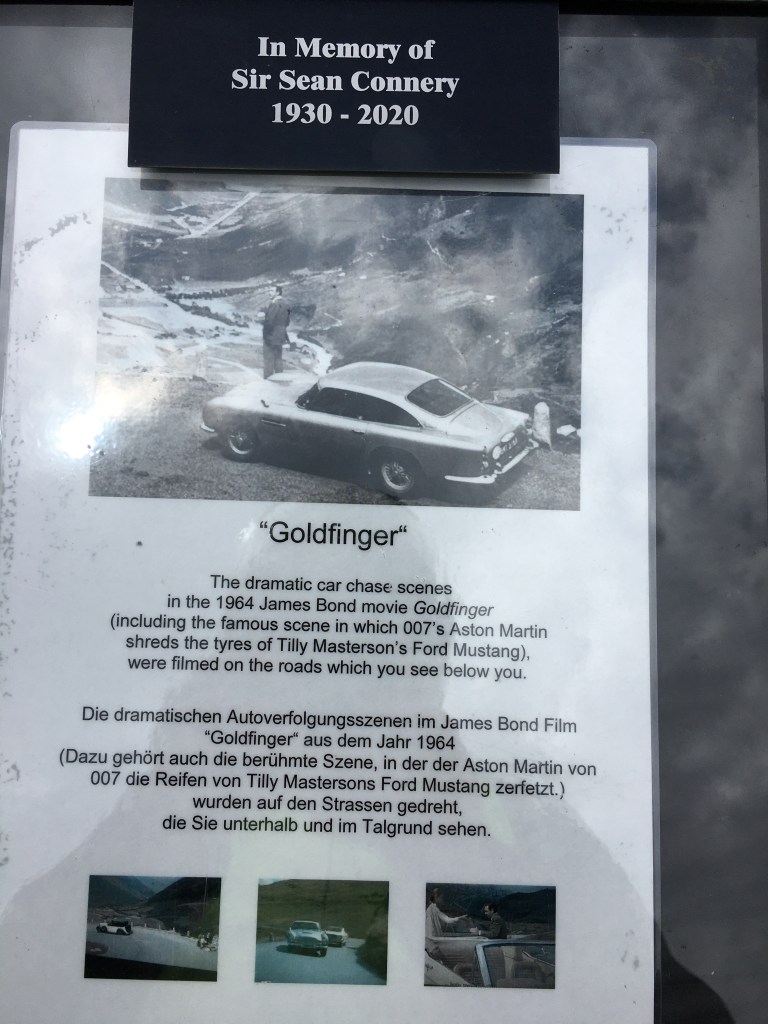 In Memory of
Sir Sean Connery
1930 - 2020
“Goldfinger“
The dramatic car chase scenes
in the 1964 James Bond movie Goldfinger
(including the famous scene in which 007's Aston Martin
shreds the tyres of Tilly Masterson's Ford Mustang),
were filmed on the roads which you see below you.
Die dramatischen Autoverfolgungsszenen im James Bond Film
“Goldfinger“ aus dem Jahr 1964
(Dazu gehört auch die berühmte Szene, in der der Aston Martin von
007 die Reifen von Tilly Mastersons Ford Mustang zerfetzt.)
wurden auf den Strassen gedreht,
die Sie unterhalb und im Talgrund sehen.